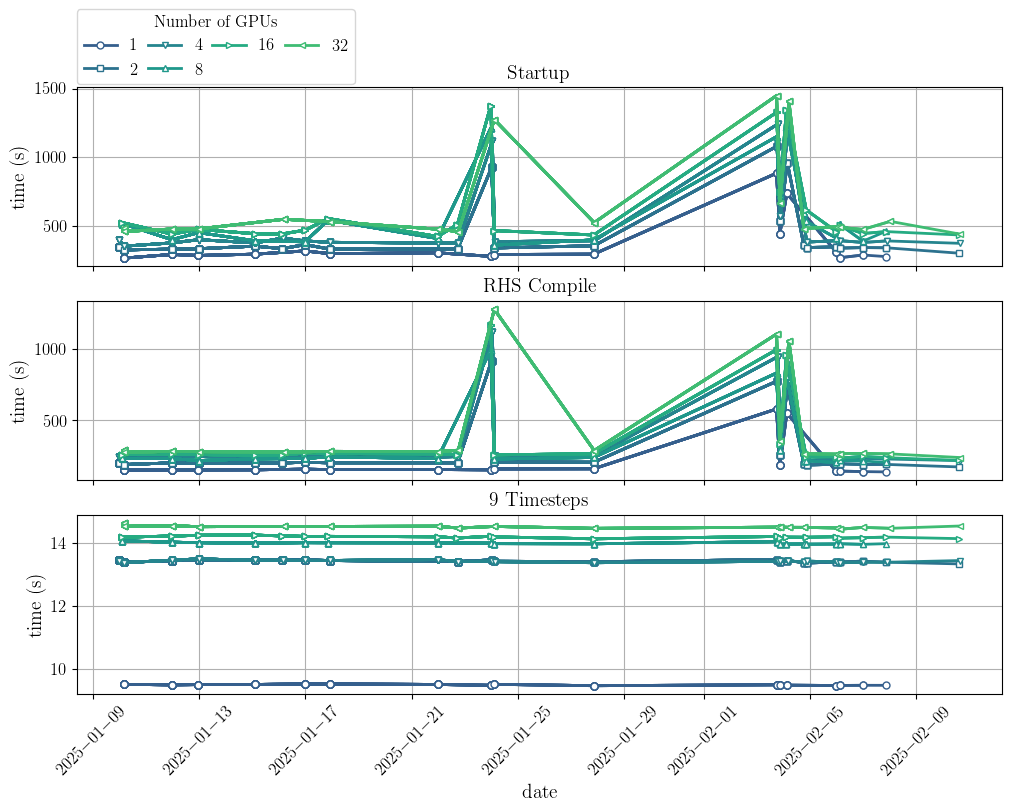 Number of GPUs
1 4 16 32
2 8
Startup
1500
1000
500
time (s)
RHS Compile
1000
500
time (s)
9 Timesteps
14
12
10
time (s)
2025−01−09 2025−01−13 2025−01−17 2025−01−21 2025−01−25 2025−01−29 2025−02−01 2025−02−05 2025−02−09
date